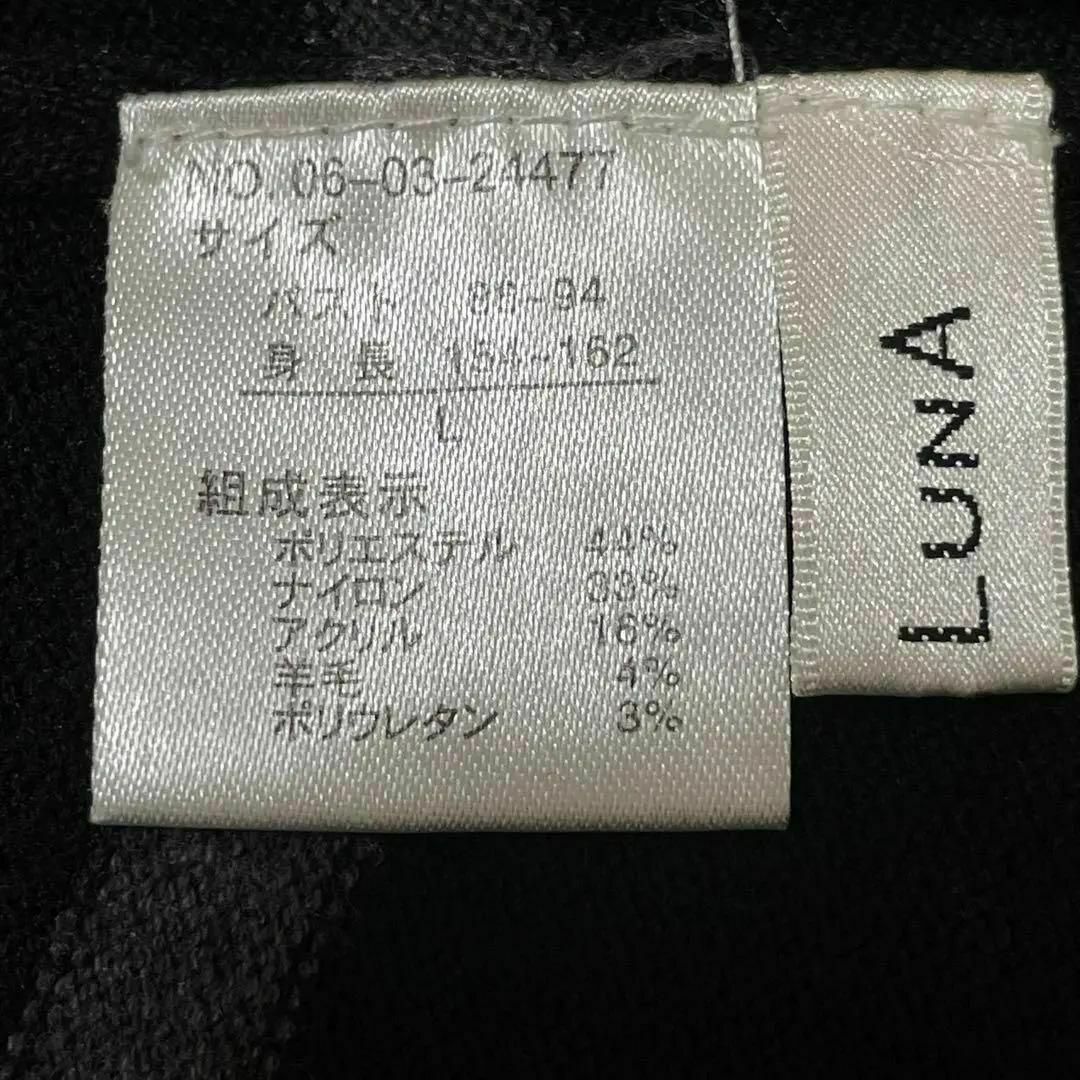 NO. 06-03-24477
サイズ
バスト 86-94
身長 154~162
L
組成表示
ポリエステル 44%
ナイロン 33%
アクリル 16%
羊毛 4%
ポリウレタン 3%
LUNA